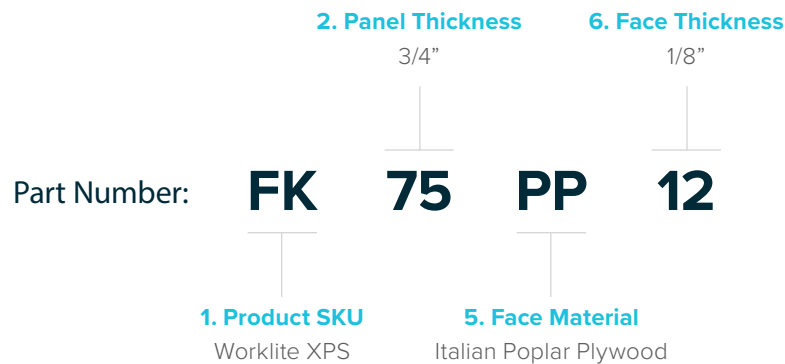 2. Panel Thickness 6. Face Thickness
3/4” 1/8”
Part Number: FK 75 PP 12
1. Product SKU 5. Face Material
Worklite XPS Italian Poplar Plywood